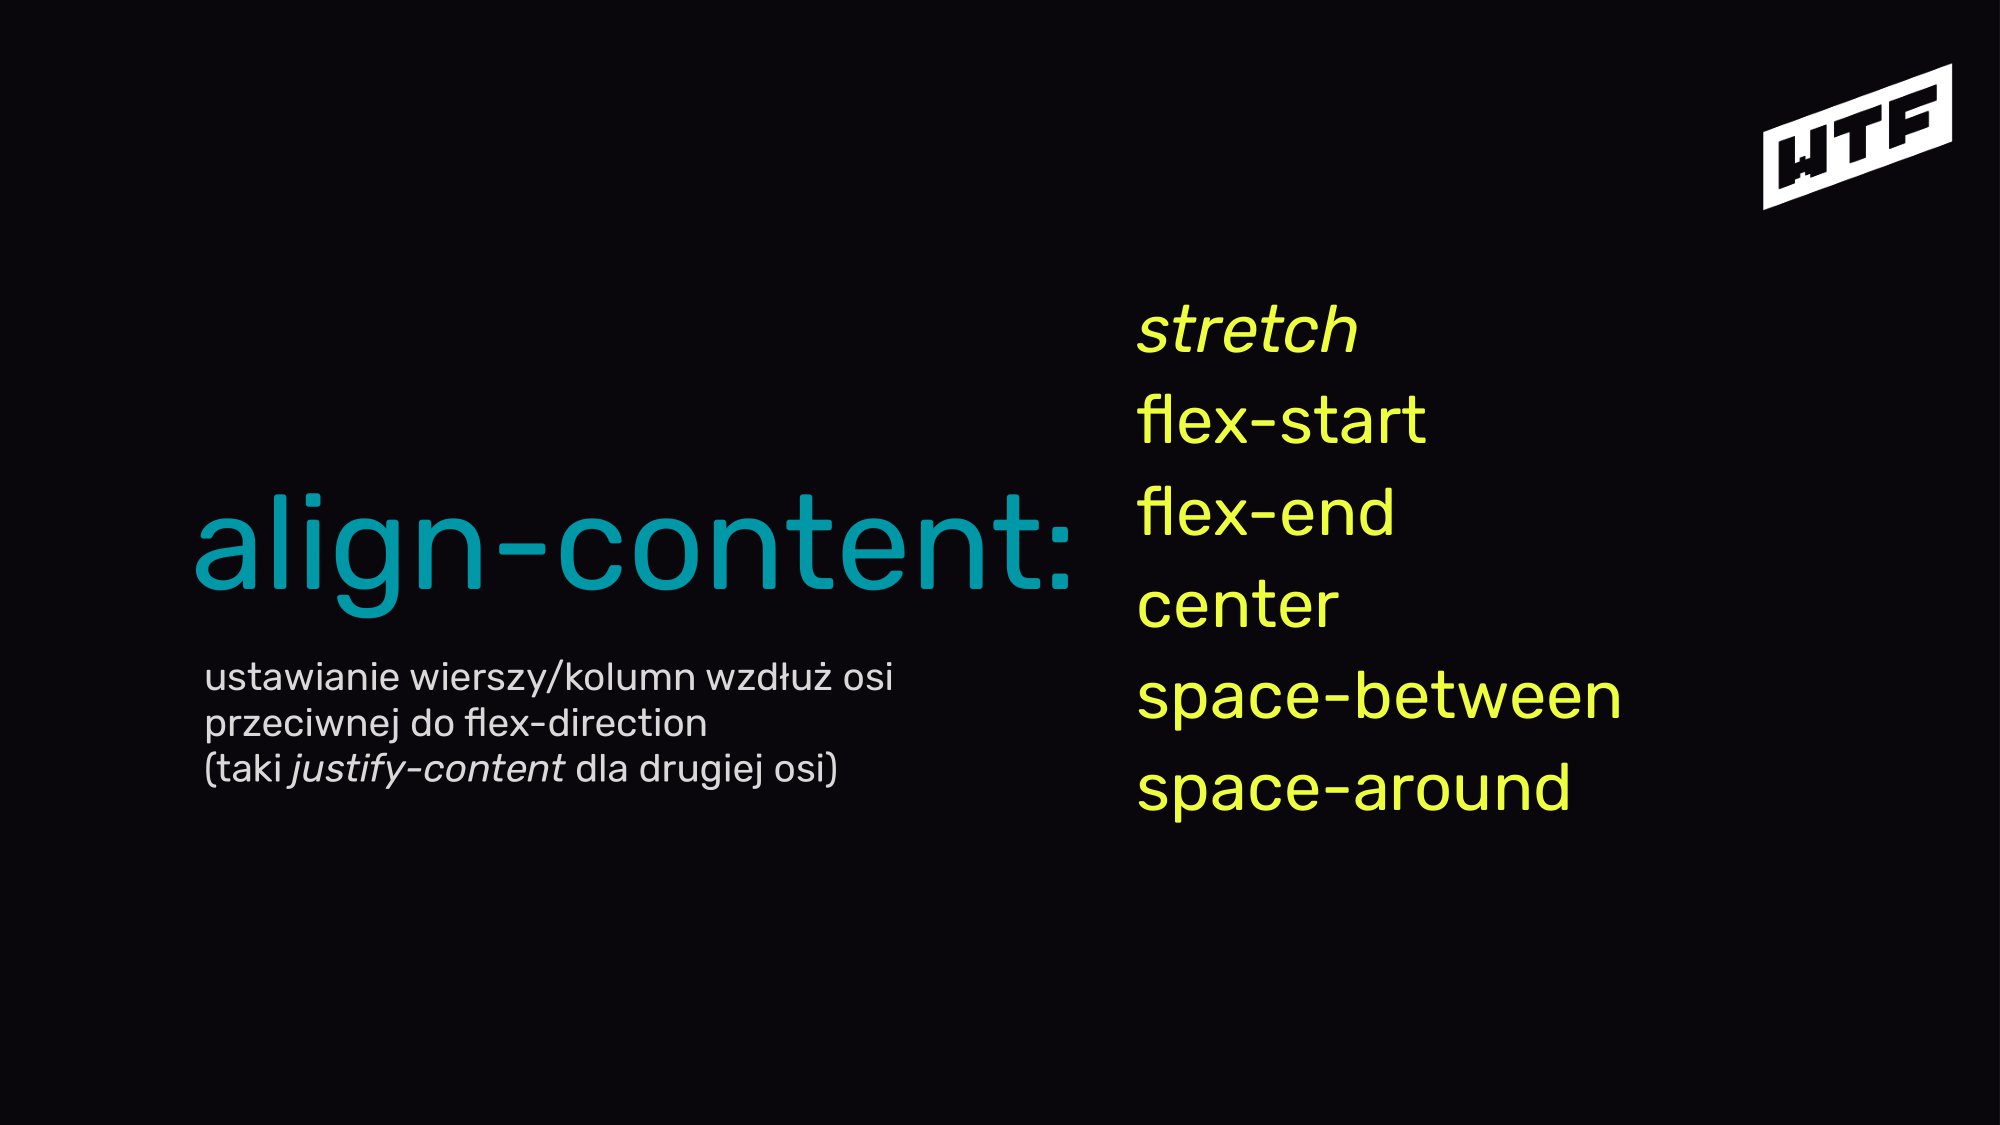 WTF
align-content:
ustawianie wierszy/kolumn wzdłuż osi
przeciwnej do flex-direction
(taki justify-content dla drugiej osi)
stretch
flex-start
flex-end
center
space-between
space-around